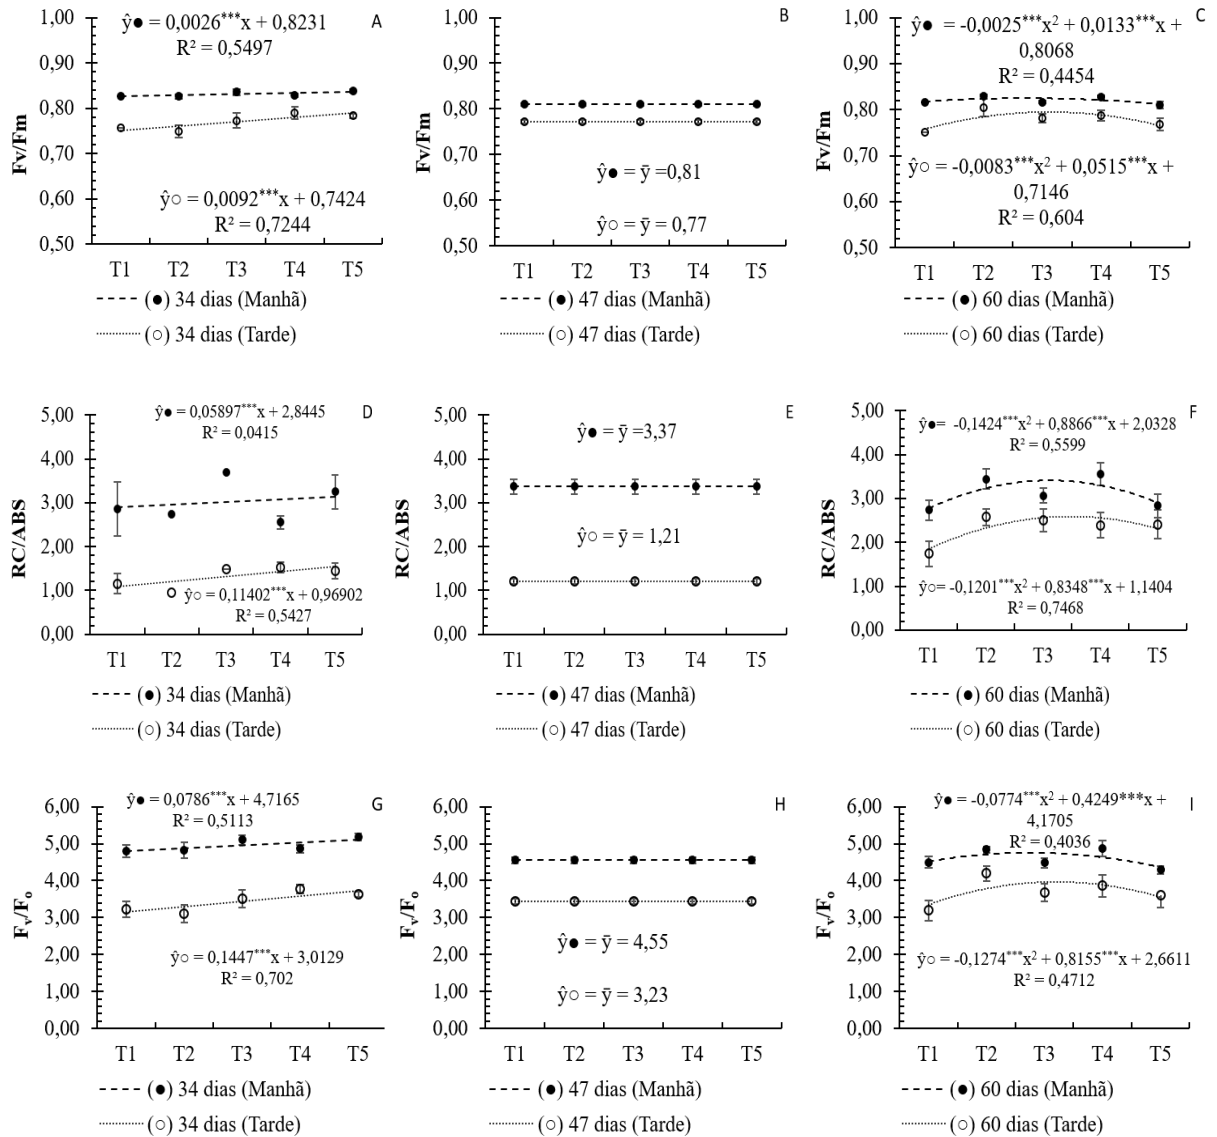 ŷ● = 0,0026***x + 0,8231
R² = 0,5497
A
1,00
0,90
0,80
0,70
0,60
0,50
Fv/Fm
ŷ○ = 0,0092***x + 0,7424
R² = 0,7244
T1 T2 T3 T4 T5
(●) 34 dias (Manhã)
(○) 34 dias (Tarde)
B
1,00
0,90
0,80
0,70
0,60
0,50
Fv/Fm
ŷ● = ȳ =0,81
ŷ○ = ȳ = 0,77
T1 T2 T3 T4 T5
(●) 47 dias (Manhã)
(○) 47 dias (Tarde)
C
ŷ● = -0,0025***x² + 0,0133***x +
0,8068
R² = 0,4454
1,00
0,90
0,80
0,70
0,60
0,50
Fv/Fm
ŷ○ = -0,0083***x² + 0,0515***x +
0,7146
R² = 0,604
T1 T2 T3 T4 T5
(●) 60 dias (Manhã)
(○) 60 dias (Tarde)
ŷ● = 0,05897***x + 2,8445
R² = 0,0415
D
5,00
4,00
3,00
2,00
1,00
0,00
RC/ABS
ŷ○ = 0,11402***x + 0,96902
R² = 0,5427
T1 T2 T3 T4 T5
(●) 34 dias (Manhã)
(○) 34 dias (Tarde)
E
5,00
4,00
3,00
2,00
1,00
0,00
RC/ABS
ŷ● = ȳ =3,37
ŷ○ = ȳ = 1,21
T1 T2 T3 T4 T5
(●) 47 dias (Manhã)
(○) 47 dias (Tarde)
F
ŷ●= -0,1424***x² + 0,8866***x + 2,0328
R² = 0,5599
5,00
4,00
3,00
2,00
1,00
0,00
RC/ABS
ŷ○= -0,1201***x² + 0,8348***x + 1,1404
R² = 0,7468
T1 T2 T3 T4 T5
(●) 60 dias (Manhã)
(○) 60 dias (Tarde)
ŷ● = 0,0786***x + 4,7165
R² = 0,5113
G
6,00
5,00
4,00
3,00
2,00
1,00
0,00
Fv/Fo
ŷ○ = 0,1447***x + 3,0129
R² = 0,702
T1 T2 T3 T4 T5
(●) 34 dias (Manhã)
(○) 34 dias (Tarde)
H
6,00
5,00
4,00
3,00
2,00
1,00
0,00
Fv/Fo
ŷ● = ȳ = 4,55
ŷ○ = ȳ = 3,23
T1 T2 T3 T4 T5
(●) 47 dias (Manhã)
(○) 47 dias (Tarde)
ŷ● = -0,0774***x² + 0,4249***x +
4,1705
R² = 0,4036
I
6,00
5,00
4,00
3,00
2,00
1,00
0,00
Fv/Fo
ŷ○ = -0,1274***x² + 0,8155***x + 2,6611
R² = 0,4712
T1 T2 T3 T4 T5
(●) 60 dias (Manhã)
(○) 60 dias (Tarde)